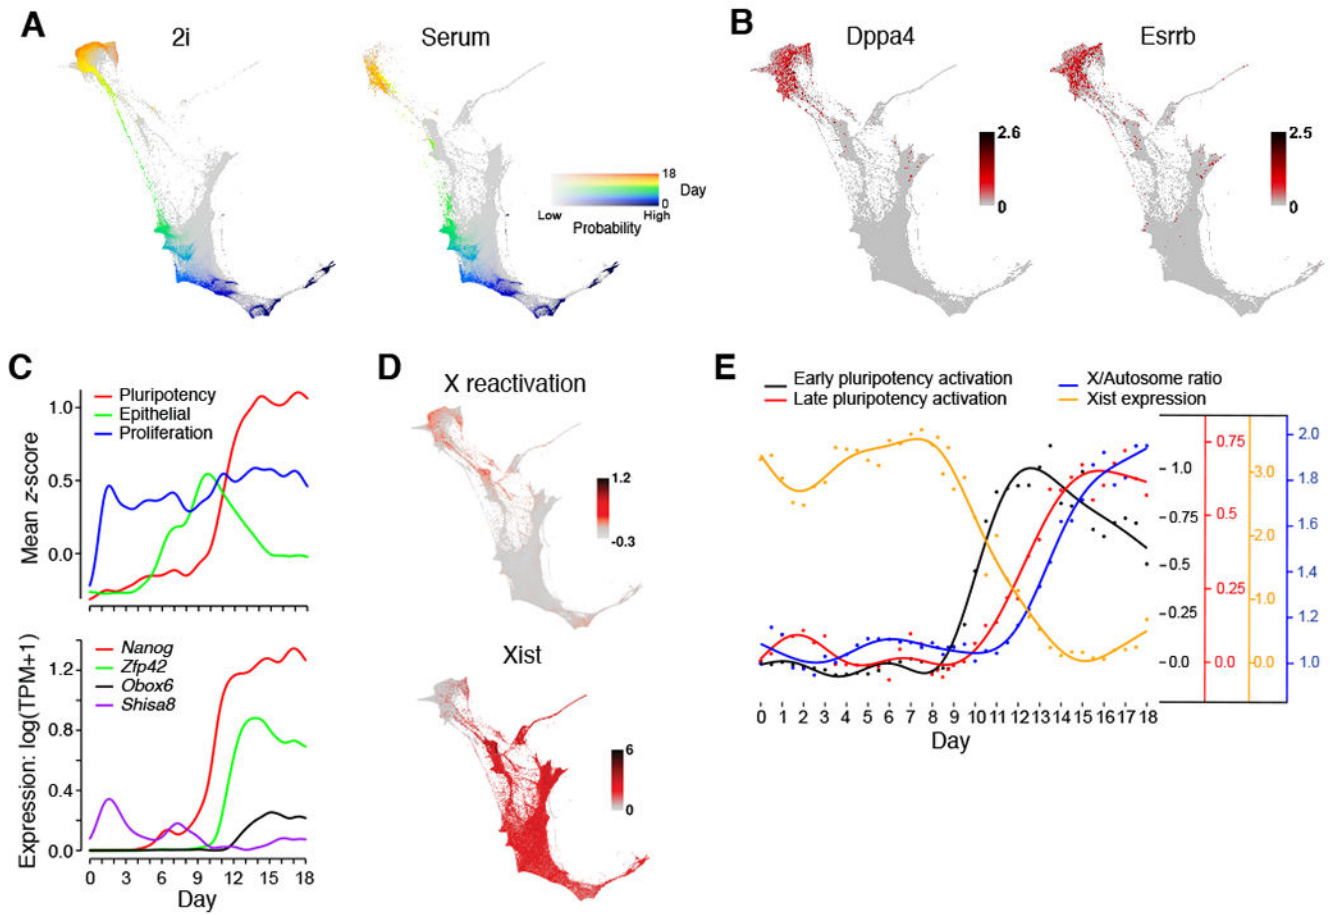 A
2i
Serum
18
Day
0
Low
High
Probability
B
Dppa4
Esrrb
2.6
0
2.5
0
C
Pluripotency
Epithelial
Proliferation
Mean z-score
1.0
0.5
0.0
Nanog
Zfp42
Obox6
Shisa8
Expression: log(TPM+1)
1.2
0.8
0.4
0.0
0 3 6 9 12 15 18
Day
D
X reactivation
1.2
-0.3
Xist
6
0
E
Early pluripotency activation
Late pluripotency activation
X/Autosome ratio
Xist expression
0 1 2 3 4 5 6 7 8 9 10 11 12 13 14 15 16 17 18
Day
1.0
0.75
0.5
0.25
0.0
0.75
0.5
0.25
0.0
3.0
2.0
1.0
0.0
2.0
1.8
1.6
1.4
1.2
1.0